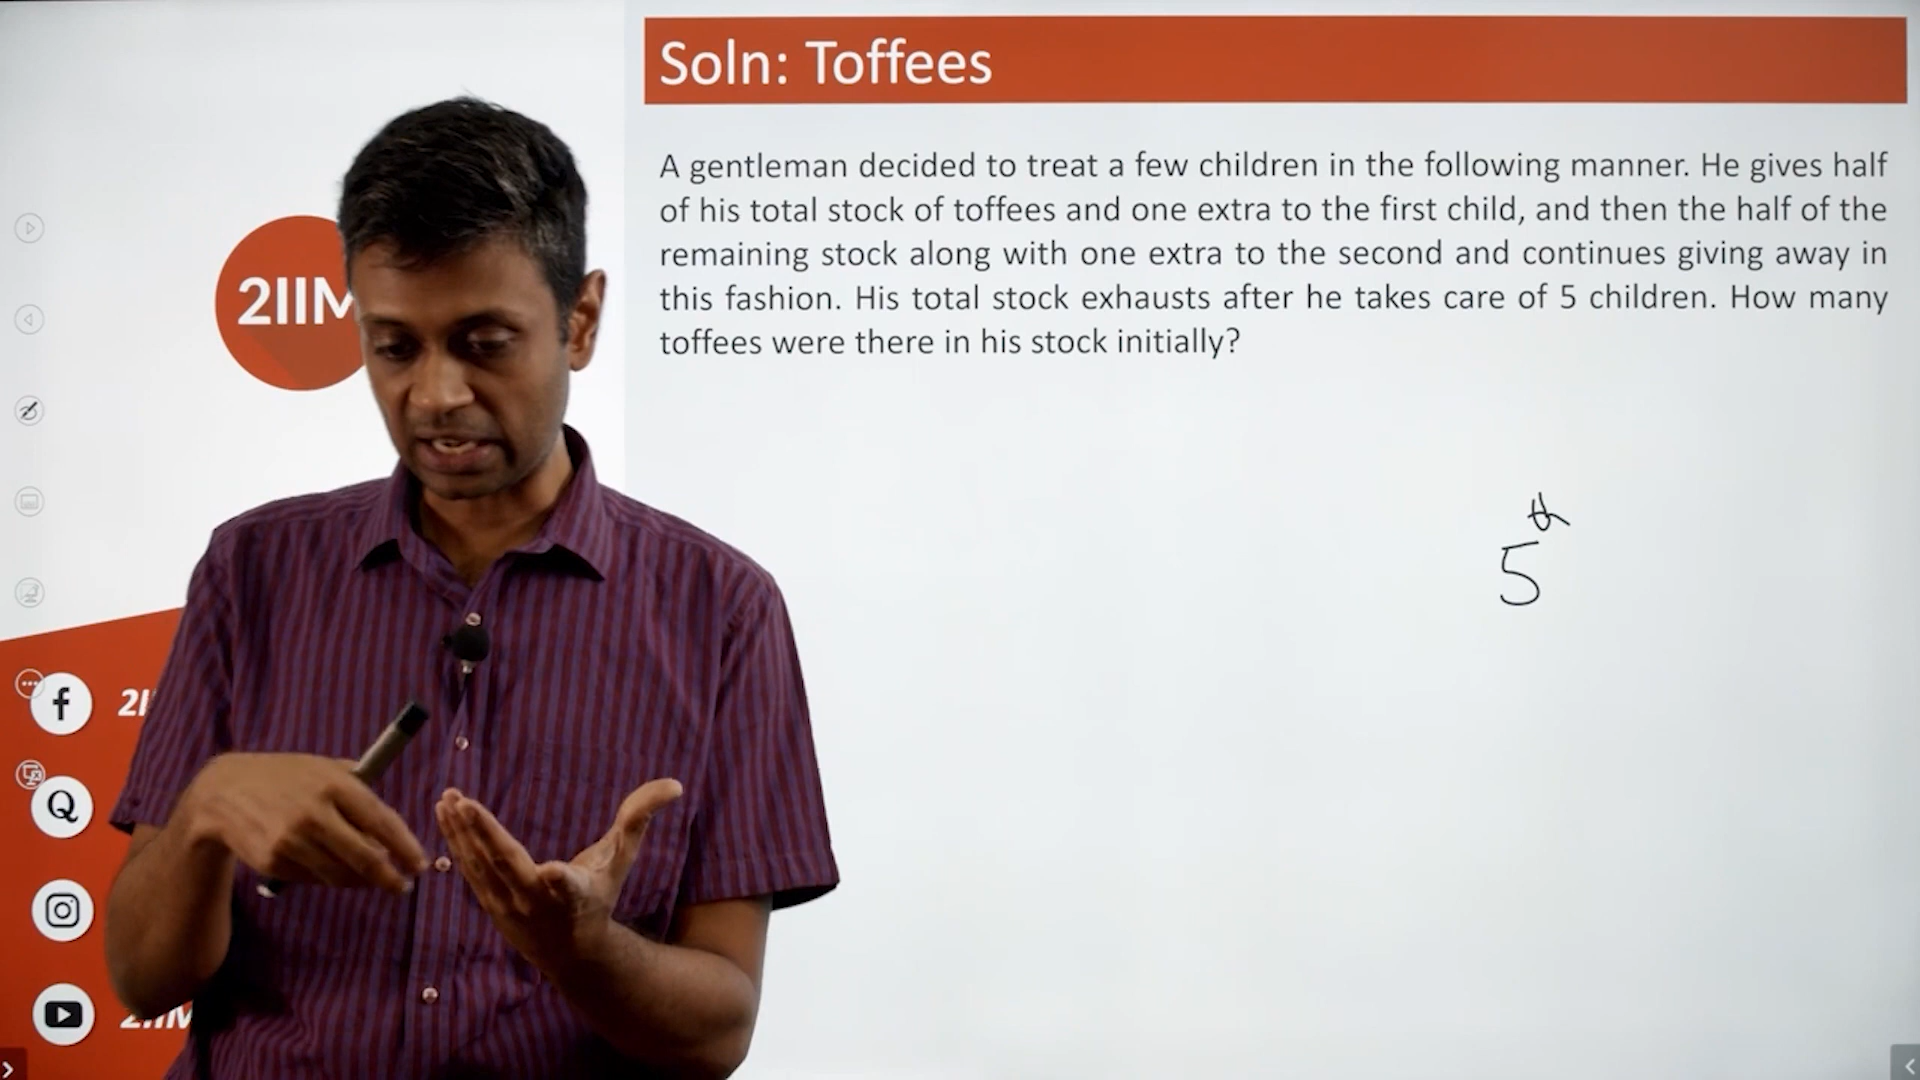 Soln: Toffees
A gentleman decided to treat a few children in the following manner. He gives half
of his total stock of toffees and one extra to the first child, and then the half of the
remaining stock along with one extra to the second and continues giving away in
this fashion. His total stock exhausts after he takes care of 5 children. How many
toffees were there in his stock initially?
2IIM
5th
f 2I
Q
2IIM